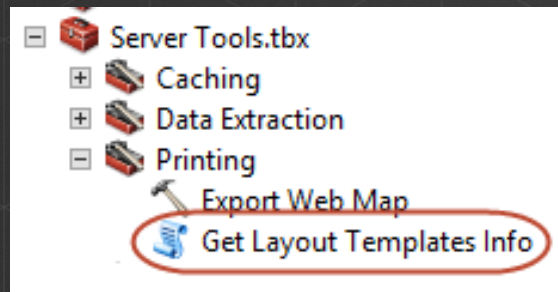 Server Tools.tbx
Caching
Data Extraction
Printing
Export Web Map
Get Layout Templates Info